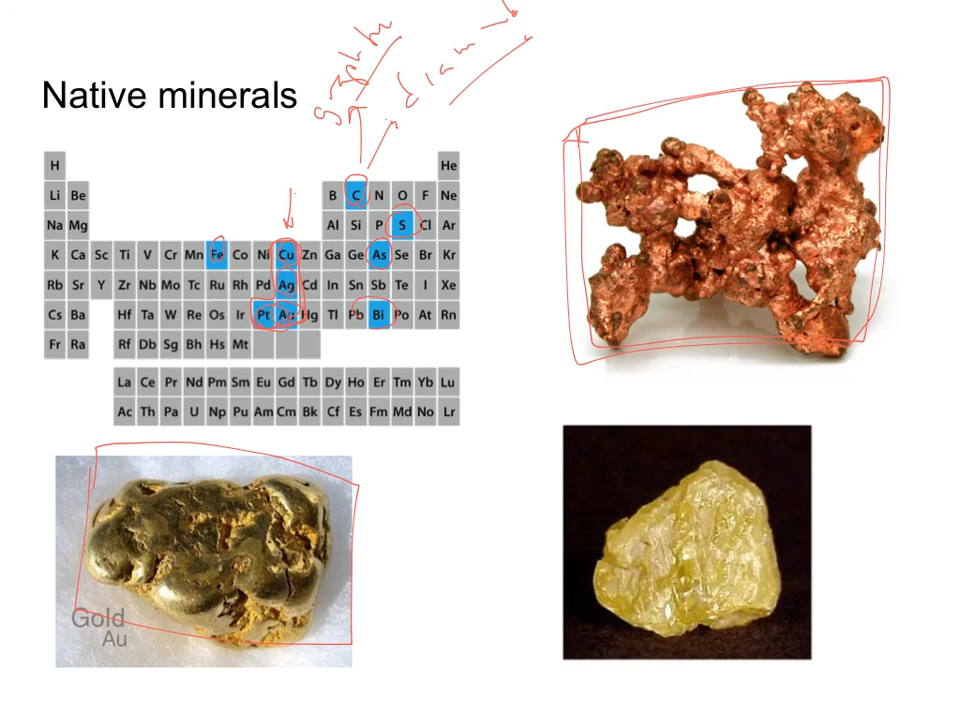 Native minerals
graphite
H He
Li Be B C N O F Ne
Na Mg Al Si P S Cl Ar
K Ca Sc Ti V Cr Mn Fe Co Ni Cu Zn Ga Ge As Se Br Kr
Rb Sr Y Zr Nb Mo Tc Ru Rh Pd Ag Cd In Sn Sb Te I Xe
Cs Ba Hf Ta W Re Os Ir Pt Au Hg Tl Pb Bi Po At Rn
Fr Ra Rf Db Sg Bh Hs Mt
La Ce Pr Nd Pm Sm Eu Gd Tb Dy Ho Er Tm Yb Lu
Ac Th Pa U Np Pu Am Cm Bk Cf Es Fm Md No Lr
Gold
Au